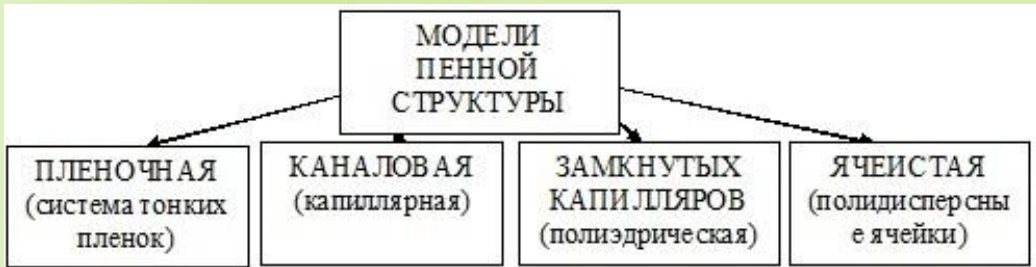 МОДЕЛИ
ПЕННОЙ
СТРУКТУРЫ
ПЛЕНОЧНАЯ
(система тонких
пленок)
КАНАЛОВАЯ
(капиллярная)
ЗАМКНУТЫХ
КАПИЛЛЯРОВ
(полиэдрическая)
ЯЧЕИСТАЯ
(полидисперсны
е ячейки)